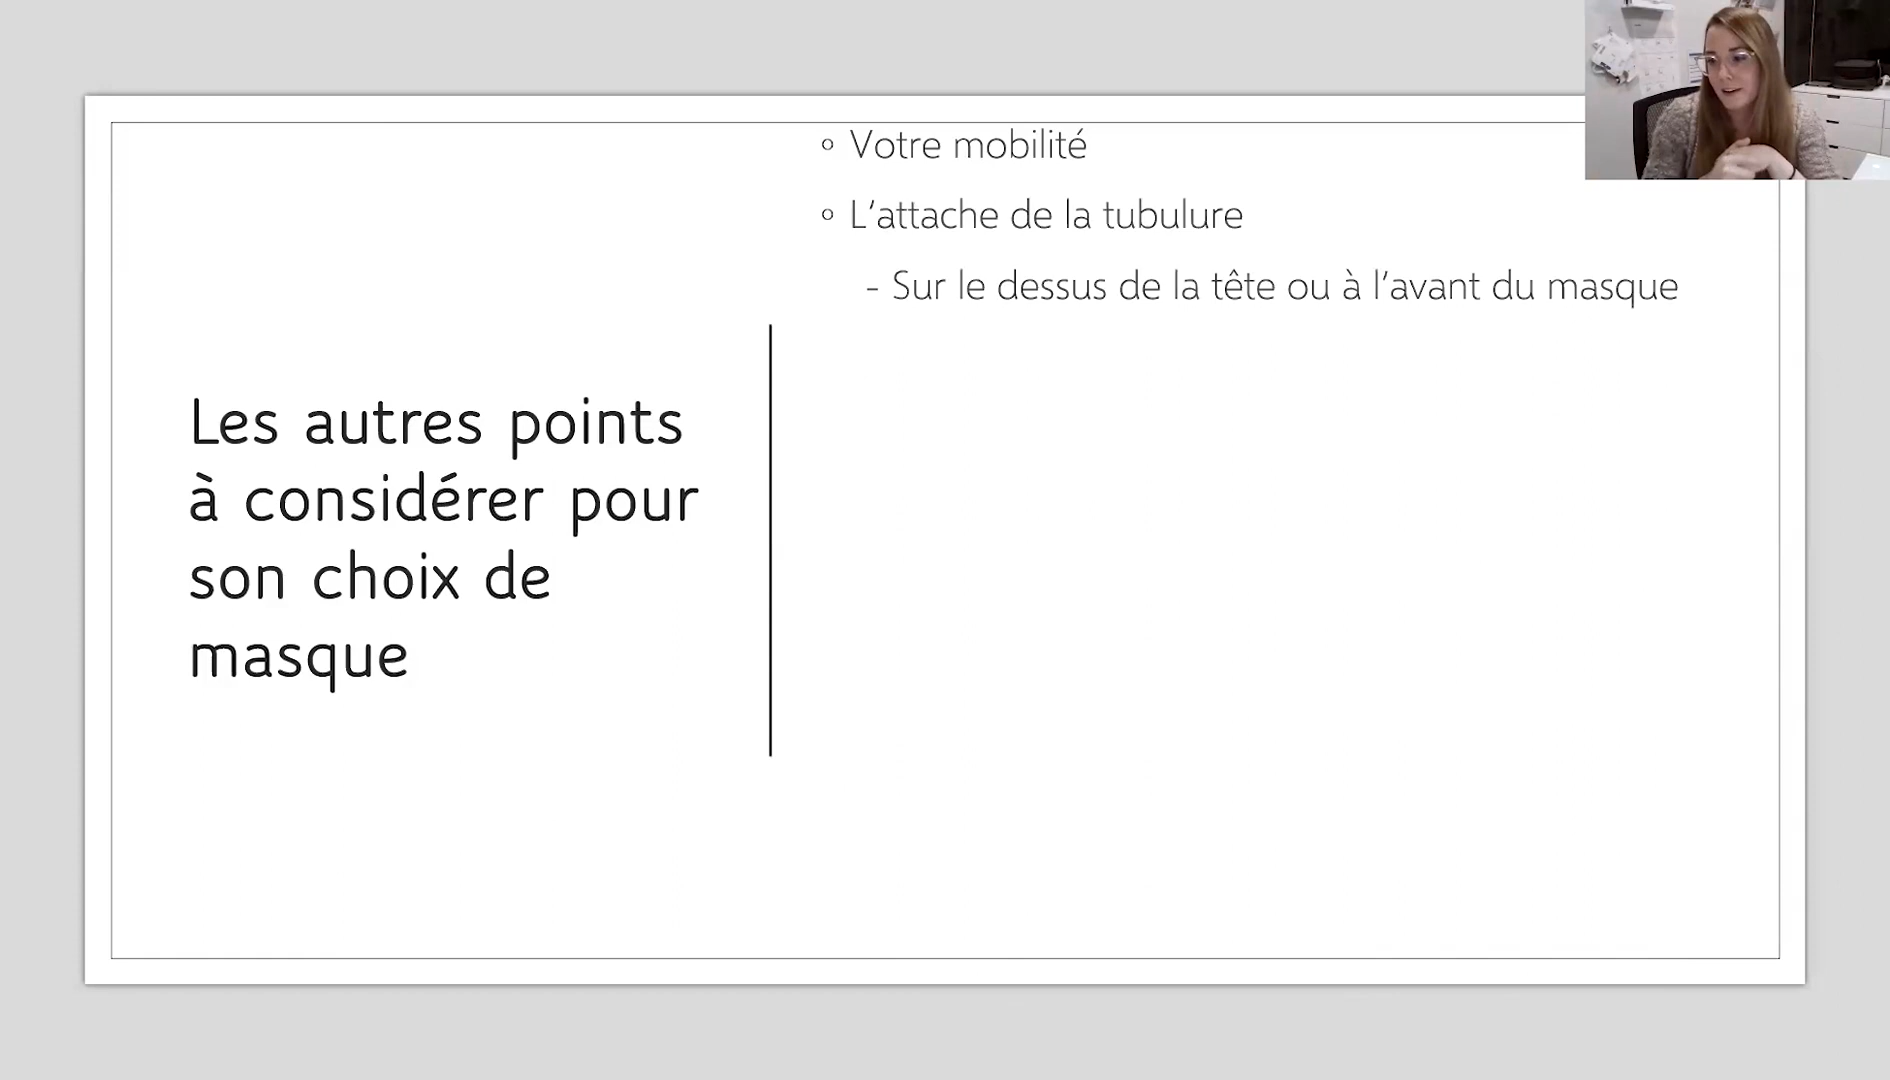 Les autres points
à considérer pour
son choix de
masque
◦ Votre mobilité
◦ L'attache de la tubulure
- Sur le dessus de la tête ou à l'avant du masque